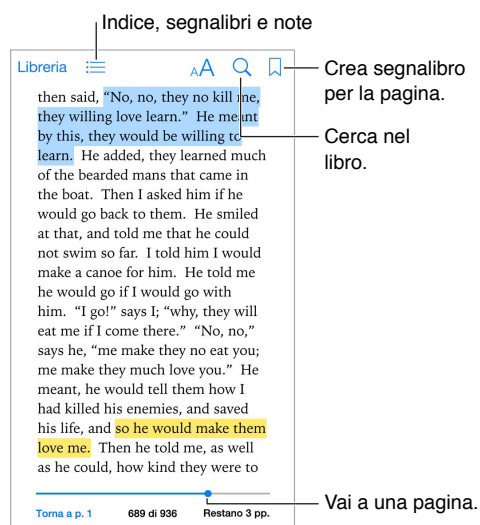 Indice, segnalibri e note
Libreria
AA
Crea segnalibro
per la pagina.
Cerca nel
libro.
then said, “No, no, they no kill me,
they willing love learn.”  He meant
by this, they would be willing to
learn.  He added, they learned much
of the bearded mans that came in
the boat.  Then I asked him if he
would go back to them.  He smiled
at that, and told me that he could
not swim so far.  I told him I would
make a canoe for him.  He told me
he would go if I would go with
him.  “I go!” says I; “why, they will
eat me if I come there.”  “No, no,”
says he, “me make they no eat you;
me make they much love you.”  He
meant, he would tell them how I
had killed his enemies, and saved
his life, and so he would make them
love me.  Then he told me, as well
as he could, how kind they were to
Vai a una pagina.
Torna a p. 1
689 di 936
Restano 3 pp.